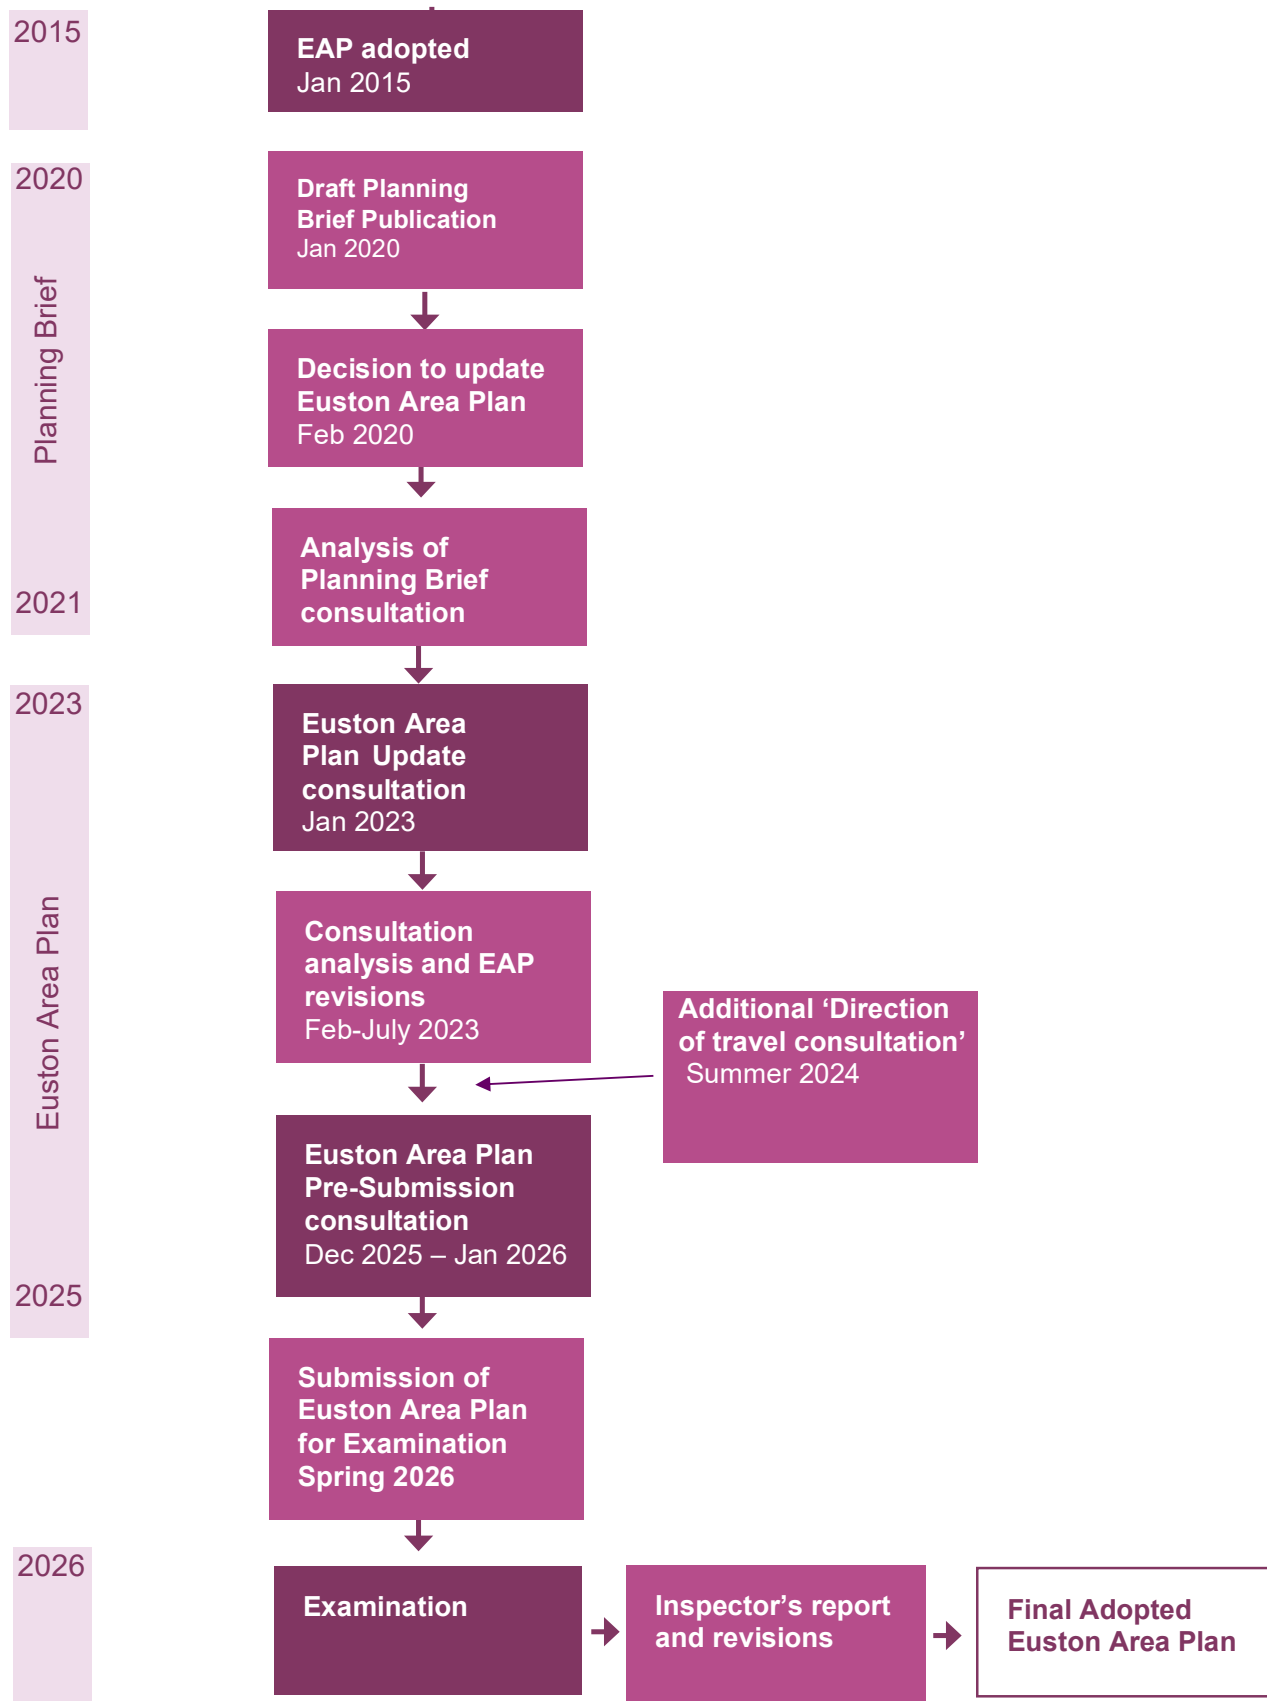 2015
EAP adopted
Jan 2015
2020
Planning Brief
2021
Draft Planning
Brief Publication
Jan 2020
Decision to update
Euston Area Plan
Feb 2020
Analysis of
Planning Brief
consultation
2023
Euston Area Plan
2025
Euston Area
Plan Update
consultation
Jan 2023
Consultation
analysis and EAP
revisions
Feb-July 2023
Additional ‘Direction
of travel consultation’
Summer 2024
Euston Area Plan
Pre-Submission
consultation
Dec 2025 – Jan 2026
Submission of
Euston Area Plan
for Examination
Spring 2026
2026
Examination
Inspector’s report
and revisions
Final Adopted
Euston Area Plan